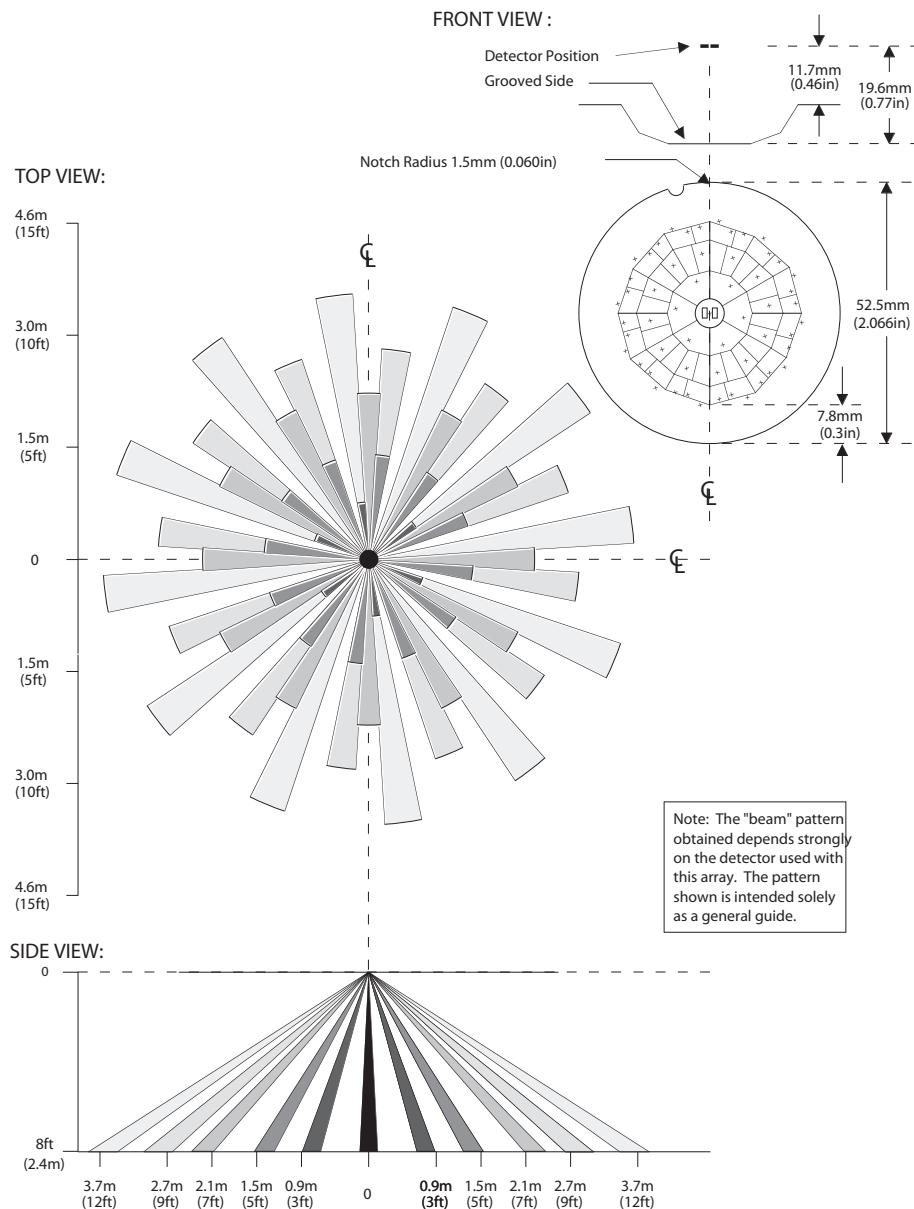 FRONT VIEW :
Detector Position
Grooved Side
11.7mm
(0.46in)
19.6mm
(0.77in)
Notch Radius 1.5mm (0.060in)
52.5mm
(2.066in)
7.8mm
(0.3in)
℄
TOP VIEW:
4.6m
(15ft)
3.0m
(10ft)
1.5m
(5ft)
0
1.5m
(5ft)
3.0m
(10ft)
4.6m
(15ft)
℄
℄
Note: The "beam" pattern
obtained depends strongly
on the detector used with
this array. The pattern
shown is intended solely
as a general guide.
SIDE VIEW:
0
8ft
(2.4m)
3.7m
(12ft)
2.7m
(9ft)
2.1m
(7ft)
1.5m
(5ft)
0.9m
(3ft)
0
0.9m
(3ft)
1.5m
(5ft)
2.1m
(7ft)
2.7m
(9ft)
3.7m
(12ft)